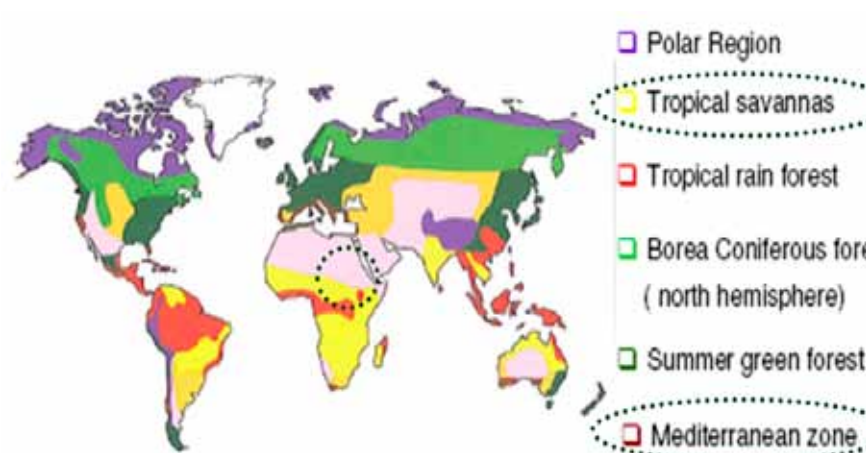 Polar Region
Tropical savannas
Tropical rain forest
Borea Coniferous fore
( north hemisphere)
Summer green forest
Mediterranean zone